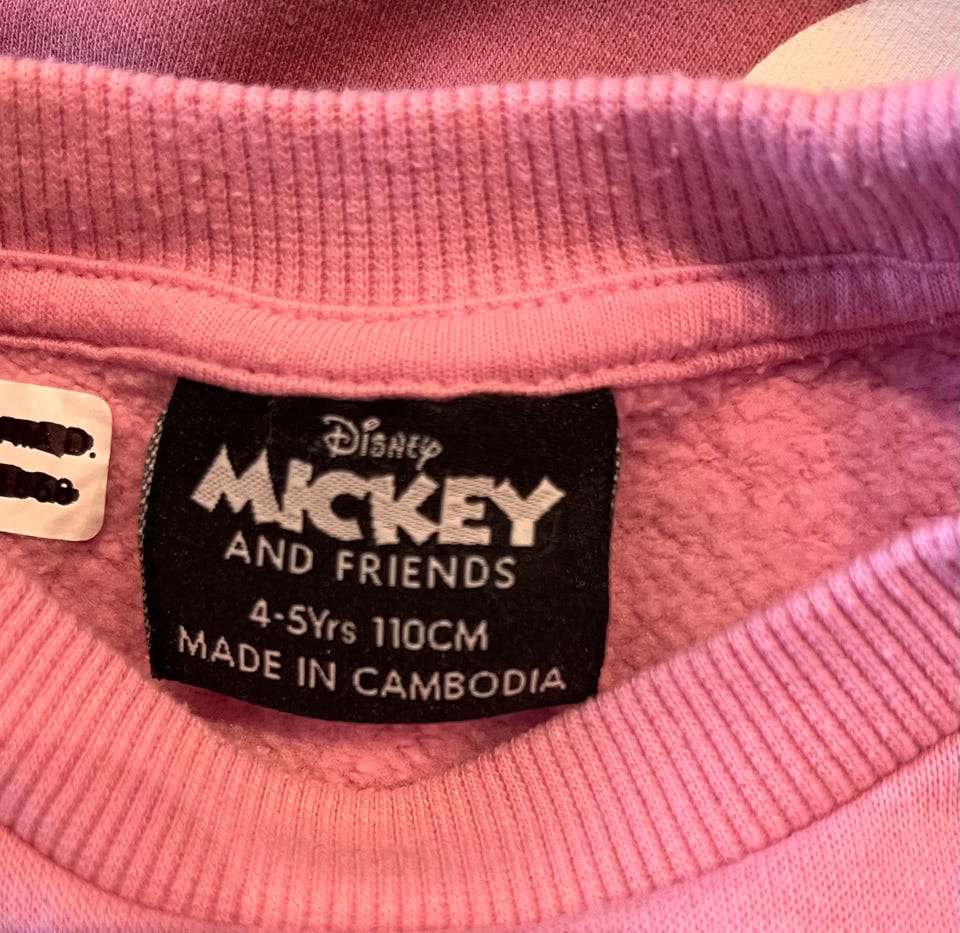 Disney
MICKEY
AND FRIENDS
4-5Yrs 110CM
MADE IN CAMBODIA